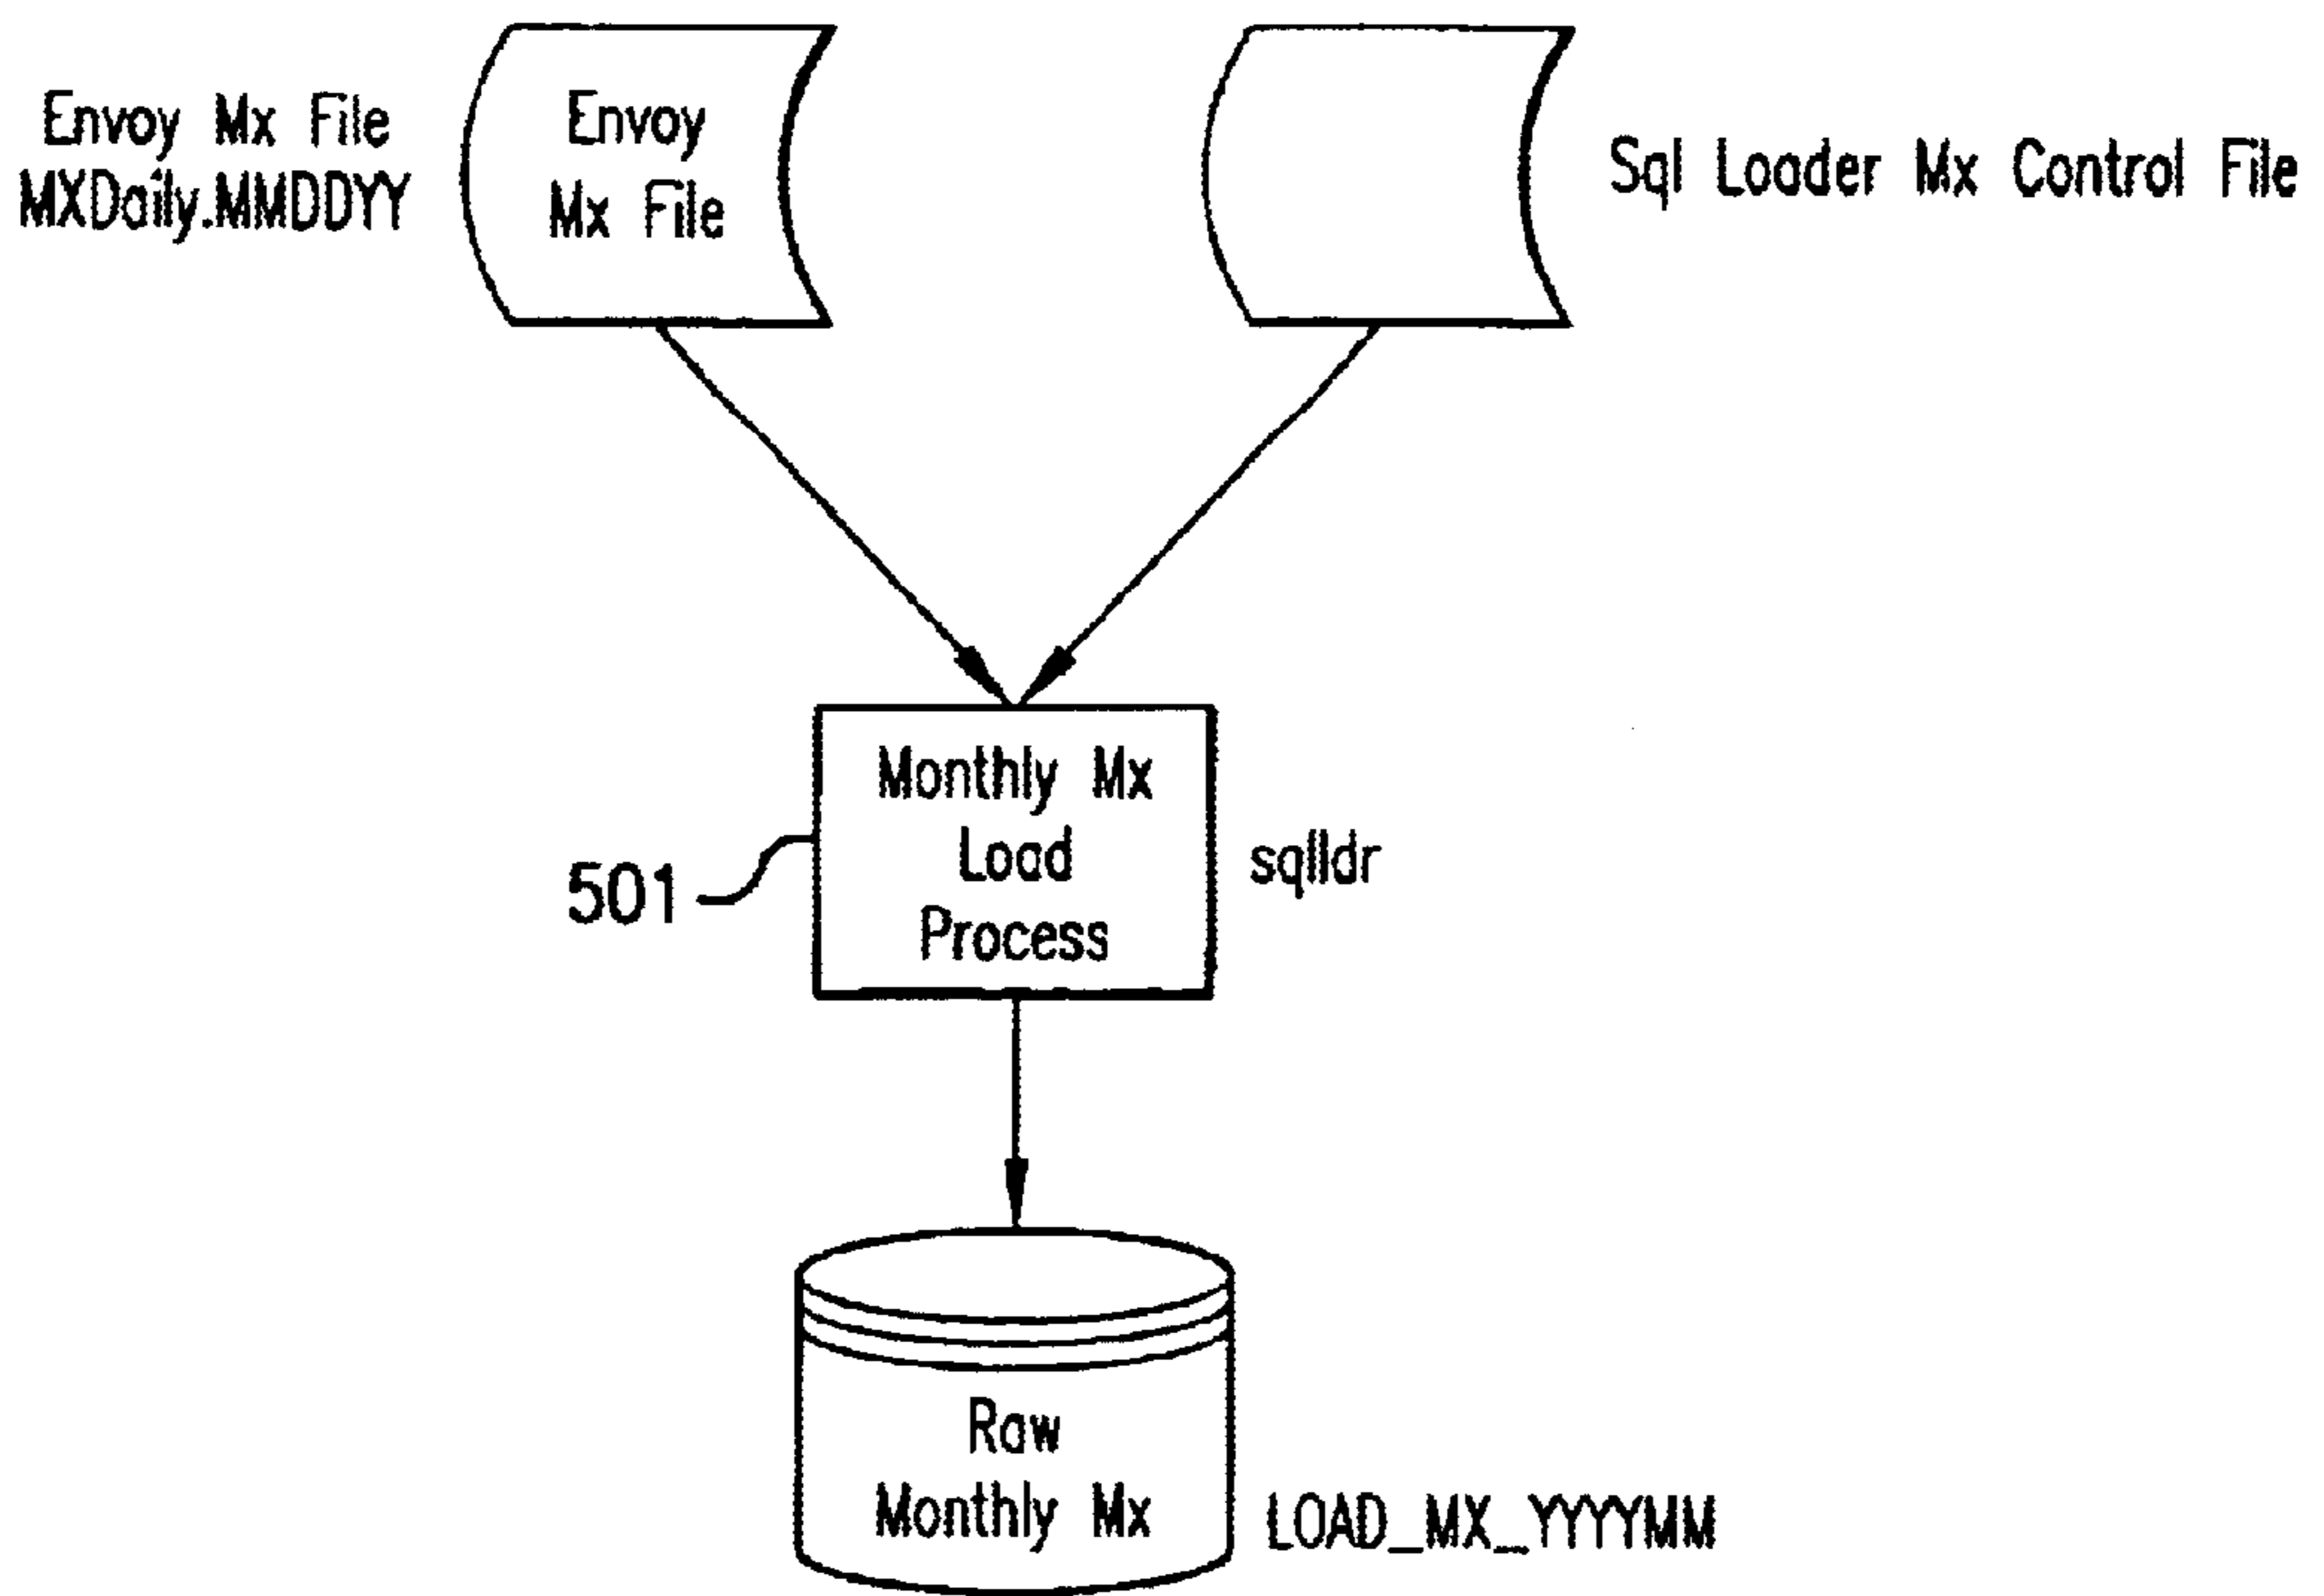 Envoy Mx File
MXDaily.MMDDYY
Envoy
Mx File
Sql Loader Mx Control File
Monthly Mx
Load
Process
501
sqlldr
Raw
Monthly Mx
LOAD_MX_YYYYMM